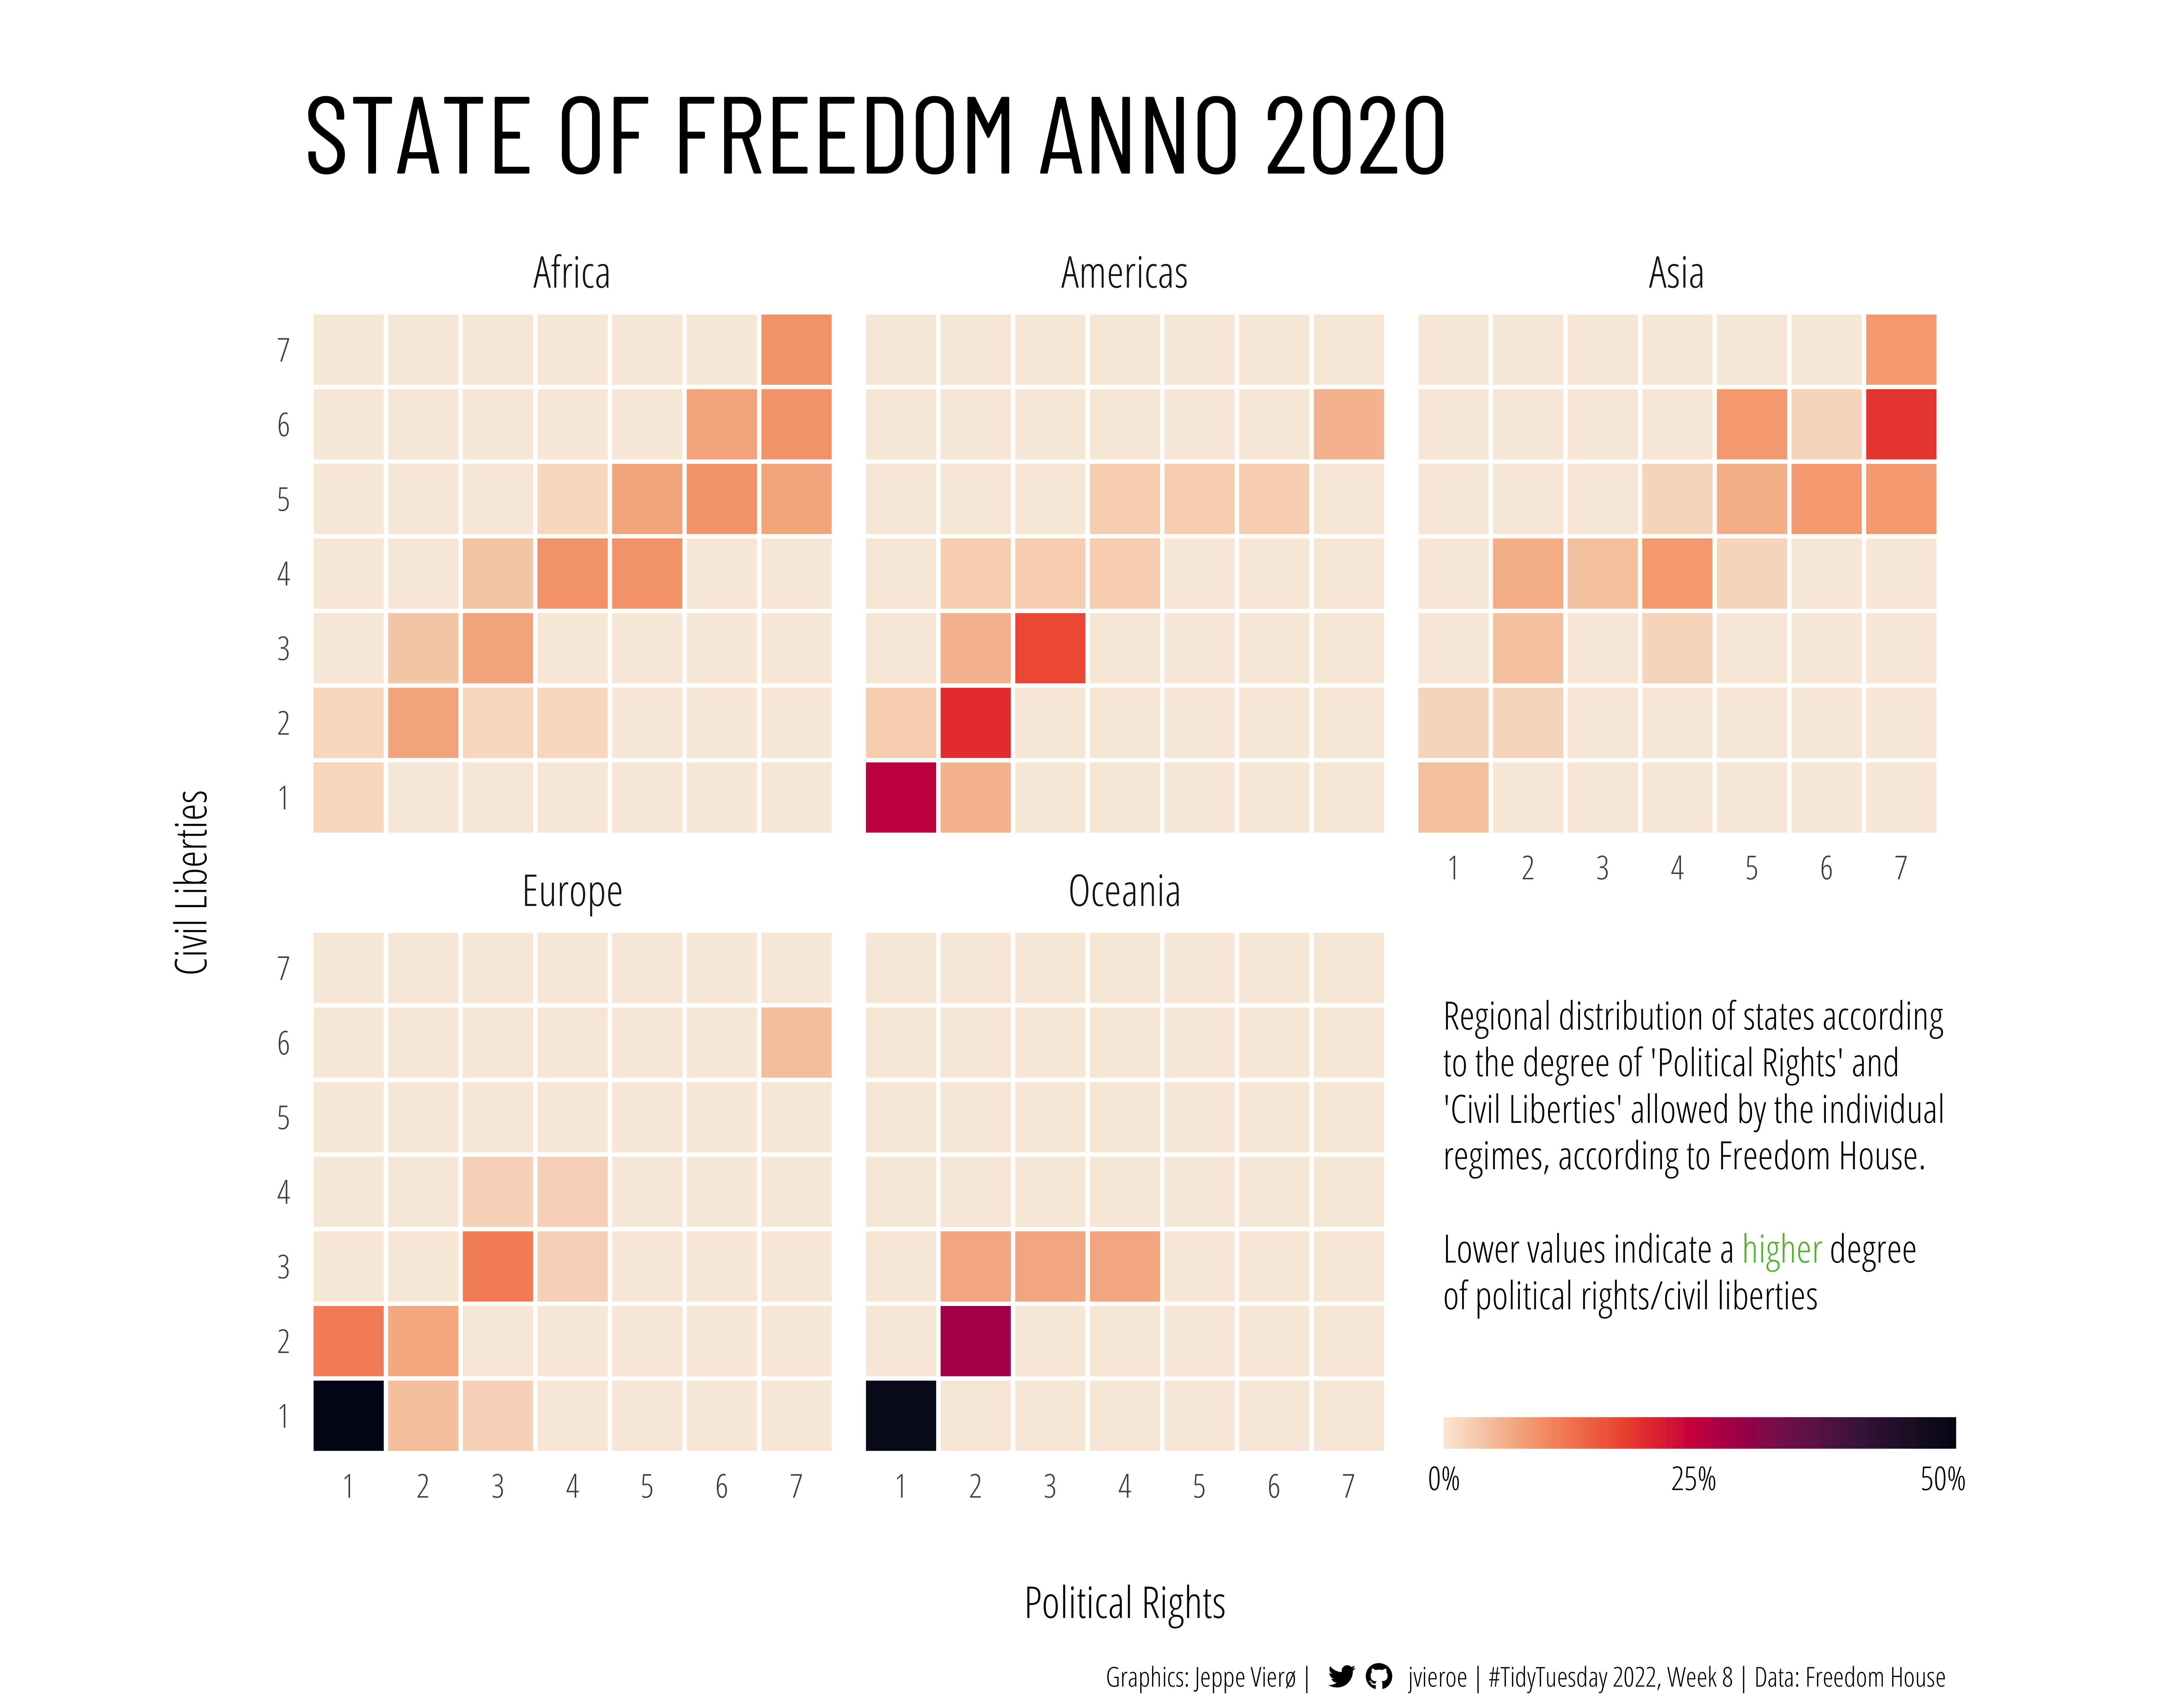 STATE OF FREEDOM ANNO 2020
Africa
Americas
Asia
7
6
5
4
3
2
1
1 2 3 4 5 6 7
Civil Liberties
Europe
Oceania
7
6
5
4
3
2
1
1 2 3 4 5 6 7
1 2 3 4 5 6 7
Regional distribution of states according
to the degree of 'Political Rights' and
'Civil Liberties' allowed by the individual
regimes, according to Freedom House.
Lower values indicate a higher degree
of political rights/civil liberties
0% 25% 50%
Political Rights
Graphics: Jeppe Vierø | jvieroe | #TidyTuesday 2022, Week 8 | Data: Freedom House